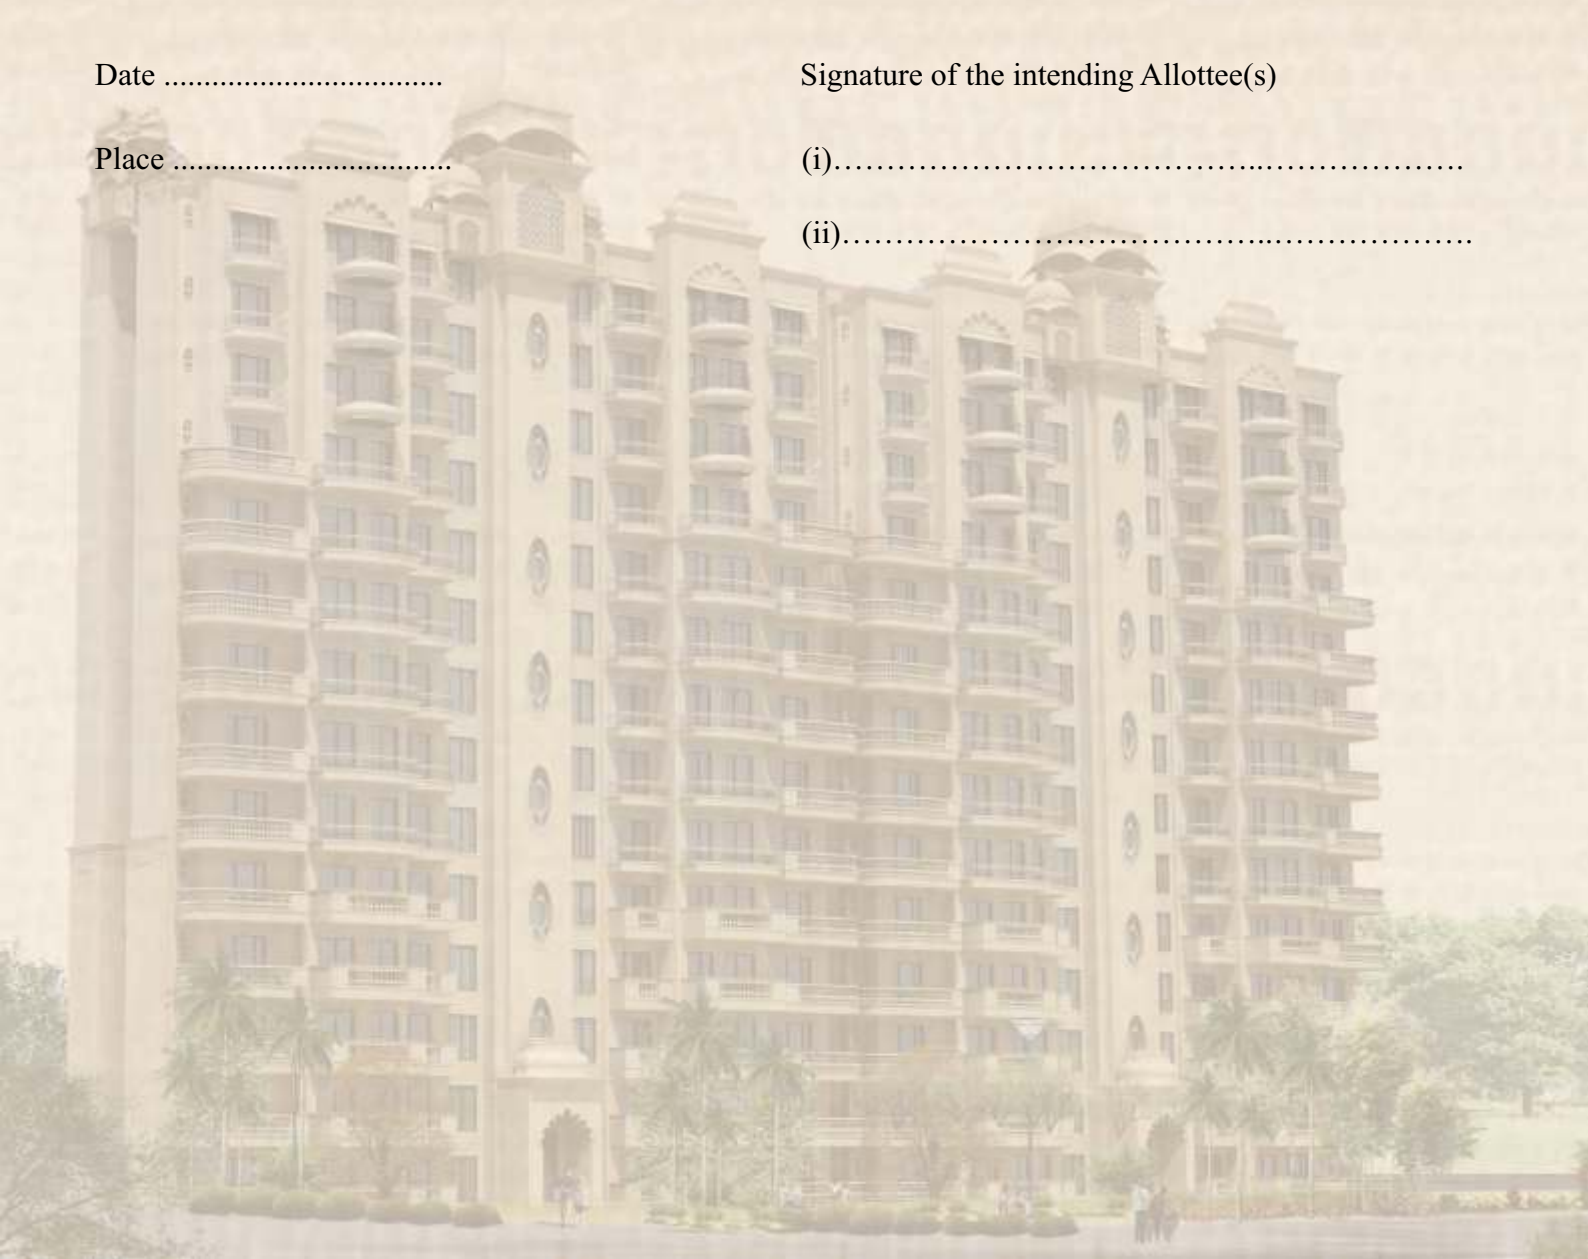 Date ...................................
Signature of the intending Allottee(s)
Place ...................................
(i)…………………………………..……………….
(ii)…………………………………..……………….